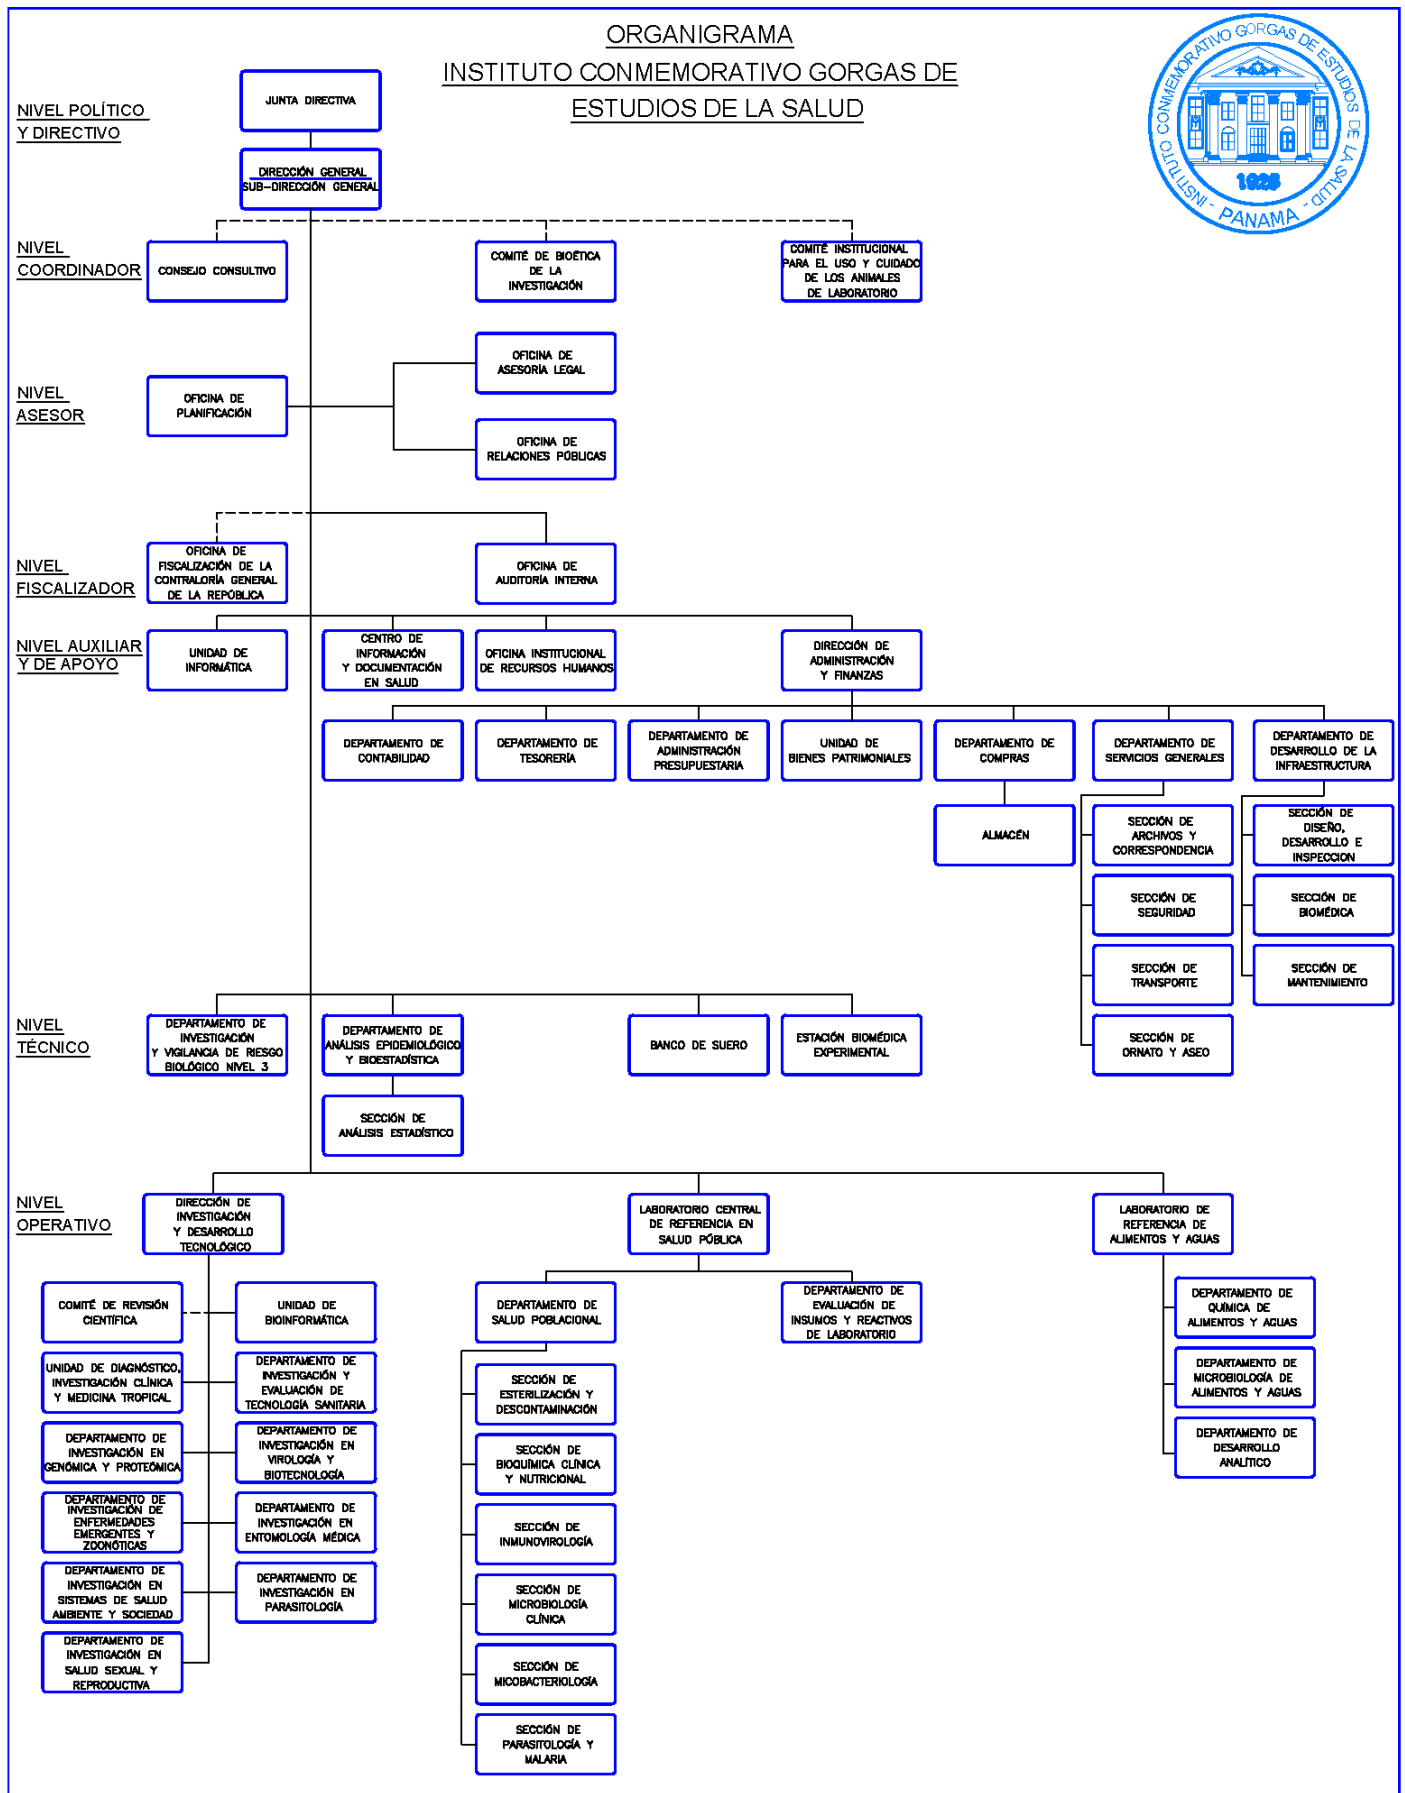 ORGANIGRAMA
INSTITUTO CONMEMORATIVO GORGAS DE
ESTUDIOS DE LA SALUD
INSTITUTO CONMEMORATIVO GORGAS DE ESTUDIOS DE LA SALUD
1928
- PANAMA -
NIVEL POLÍTICO
Y DIRECTIVO
JUNTA DIRECTIVA
DIRECCIÓN GENERAL
SUB-DIRECCIÓN GENERAL
NIVEL
COORDINADOR
CONSEJO CONSULTIVO
COMITÉ DE BIOÉTICA
DE LA
INVESTIGACIÓN
COMITÉ INSTITUCIONAL
PARA EL USO Y CUIDADO
DE LOS ANIMALES
DE LABORATORIO
NIVEL
ASESOR
OFICINA DE
PLANIFICACIÓN
OFICINA DE
ASESORÍA LEGAL
OFICINA DE
RELACIONES PÚBLICAS
NIVEL
FISCALIZADOR
OFICINA DE
FISCALIZACIÓN DE LA
CONTRALORÍA GENERAL
DE LA REPÚBLICA
OFICINA DE
AUDITORÍA INTERNA
NIVEL AUXILIAR
Y DE APOYO
UNIDAD DE
INFORMÁTICA
CENTRO DE
INFORMACIÓN
Y DOCUMENTACIÓN
EN SALUD
OFICINA INSTITUCIONAL
DE RECURSOS HUMANOS
DIRECCIÓN DE
ADMINISTRACIÓN
Y FINANZAS
DEPARTAMENTO DE
CONTABILIDAD
DEPARTAMENTO DE
TESORERÍA
DEPARTAMENTO DE
ADMINISTRACIÓN
PRESUPUESTARIA
UNIDAD DE
BIENES PATRIMONIALES
DEPARTAMENTO DE
COMPRAS
DEPARTAMENTO DE
SERVICIOS GENERALES
DEPARTAMENTO DE
DESARROLLO DE LA
INFRAESTRUCTURA
ALMACÉN
SECCIÓN DE
ARCHIVOS Y
CORRESPONDENCIA
SECCIÓN DE
DISEÑO,
DESARROLLO E
INSPECCION
SECCIÓN DE
SEGURIDAD
SECCIÓN DE
BIOMÉDICA
SECCIÓN DE
TRANSPORTE
SECCIÓN DE
MANTENIMIENTO
SECCIÓN DE
ORNATO Y ASEO
NIVEL
TÉCNICO
DEPARTAMENTO DE
INVESTIGACIÓN
Y VIGILANCIA DE RIESGO
BIOLÓGICO NIVEL 3
DEPARTAMENTO DE
ANÁLISIS EPIDEMIOLÓGICO
Y BIOESTADÍSTICA
BANCO DE SUERO
ESTACIÓN BIOMÉDICA
EXPERIMENTAL
SECCIÓN DE
ANÁLISIS ESTADÍSTICO
NIVEL
OPERATIVO
DIRECCIÓN DE
INVESTIGACIÓN
Y DESARROLLO
TECNOLÓGICO
LABORATORIO CENTRAL
DE REFERENCIA EN
SALUD PÚBLICA
LABORATORIO DE
REFERENCIA DE
ALIMENTOS Y AGUAS
COMITÉ DE REVISIÓN
CIENTÍFICA
UNIDAD DE
BIOINFORMÁTICA
UNIDAD DE DIAGNÓSTICO,
INVESTIGACIÓN CLÍNICA
Y MEDICINA TROPICAL
DEPARTAMENTO DE
INVESTIGACIÓN Y
EVALUACIÓN DE
TECNOLOGÍA SANITARIA
DEPARTAMENTO DE
INVESTIGACIÓN EN
GENÓMICA Y PROTEÓMICA
DEPARTAMENTO DE
INVESTIGACIÓN EN
VIROLOGÍA Y
BIOTECNOLOGÍA
DEPARTAMENTO DE
INVESTIGACIÓN DE
ENFERMEDADES
EMERGENTES Y
ZOONÓTICAS
DEPARTAMENTO DE
INVESTIGACIÓN EN
ENTOMOLOGÍA MÉDICA
DEPARTAMENTO DE
INVESTIGACIÓN EN
SISTEMAS DE SALUD
AMBIENTE Y SOCIEDAD
DEPARTAMENTO DE
INVESTIGACIÓN EN
PARASITOLOGÍA
DEPARTAMENTO DE
INVESTIGACIÓN EN
SALUD SEXUAL Y
REPRODUCTIVA
DEPARTAMENTO DE
SALUD POBLACIONAL
DEPARTAMENTO DE
EVALUACIÓN DE
INSUMOS Y REACTIVOS
DE LABORATORIO
SECCIÓN DE
ESTERILIZACIÓN Y
DESCONTAMINACIÓN
SECCIÓN DE
BIOQUÍMICA CLÍNICA
Y NUTRICIONAL
SECCIÓN DE
INMUNOVIROLOGÍA
SECCIÓN DE
MICROBIOLOGÍA
CLÍNICA
SECCIÓN DE
MICOBACTERIOLOGÍA
SECCIÓN DE
PARASITOLOGÍA Y
MALARIA
DEPARTAMENTO DE
QUÍMICA DE
ALIMENTOS Y AGUAS
DEPARTAMENTO DE
MICROBIOLOGÍA DE
ALIMENTOS Y AGUAS
DEPARTAMENTO DE
DESARROLLO
ANALÍTICO